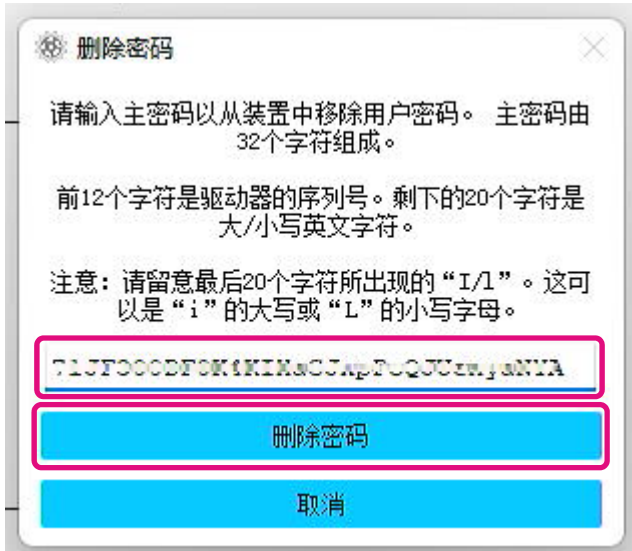 删除密码
请输入主密码以从装置中移除用户密码。 主密码由
32个字符组成。
前12个字符是驱动器的序列号。剩下的20个字符是
大/小写英文字符。
注意：请留意最后20个字符所出现的“I/l”。这可
以是“i”的大写或“L”的小写字母。
删除密码
取消